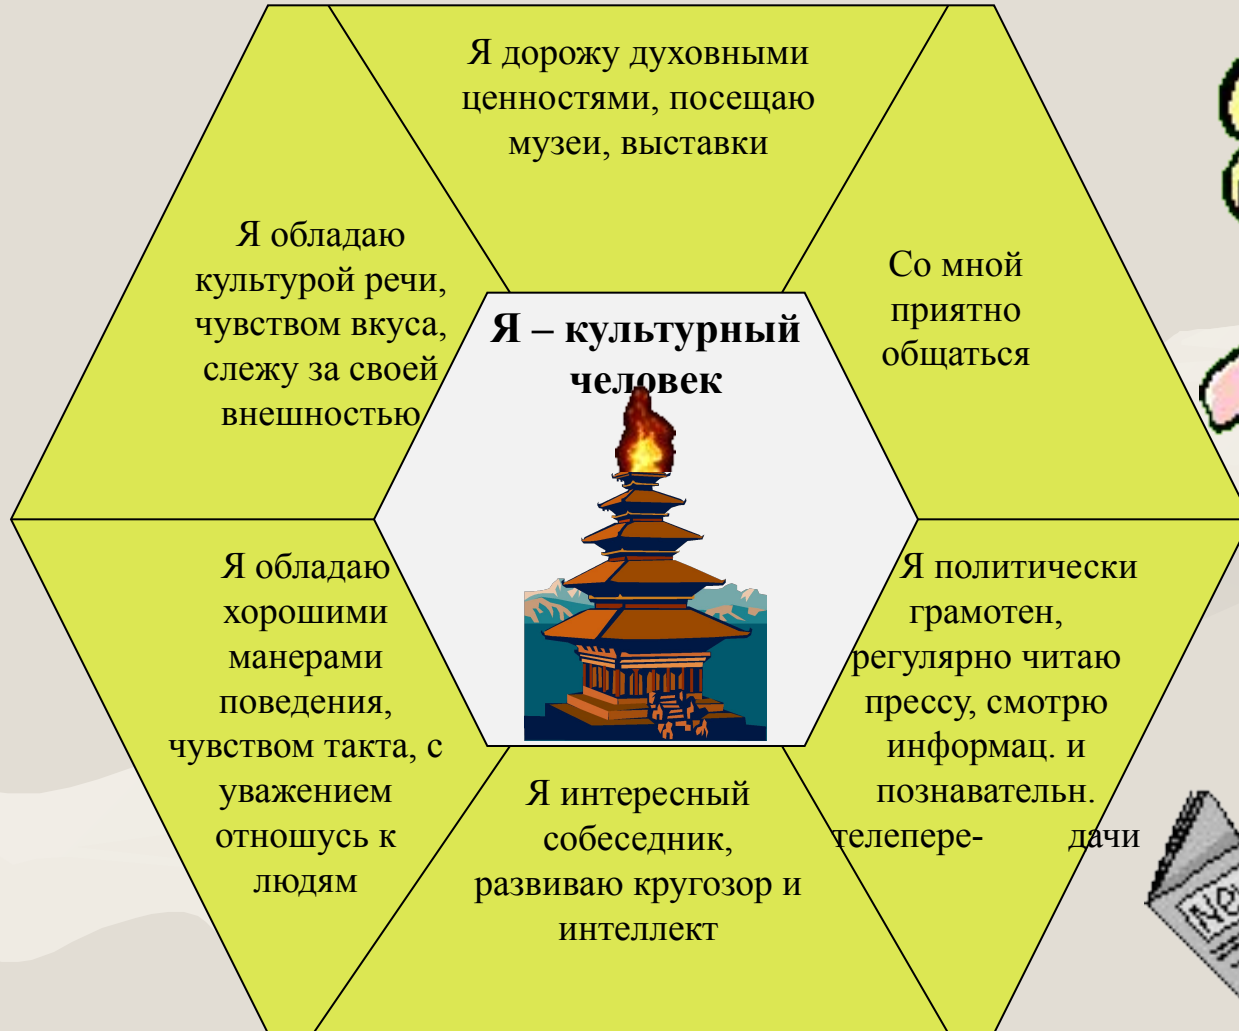 Я дорожу духовными
ценностями, посещаю
музеи, выставки
Я обладаю
культурой речи,
чувством вкуса,
слежу за своей
внешностью
Со мной
приятно
общаться
Я – культурный
человек
Я обладаю
хорошими
манерами
поведения,
чувством такта, с
уважением
отношусь к
людям
Я политически
грамотен,
регулярно читаю
прессу, смотрю
информац. и
познавательн.
телепере- дачи
Я интересный
собеседник,
развиваю кругозор и
интеллект